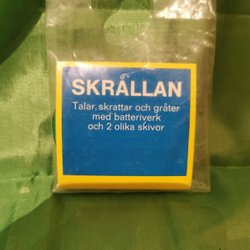 SKRÅLLAN
Talar, skrattar och gråter
med batteriverk
och 2 olika skivor